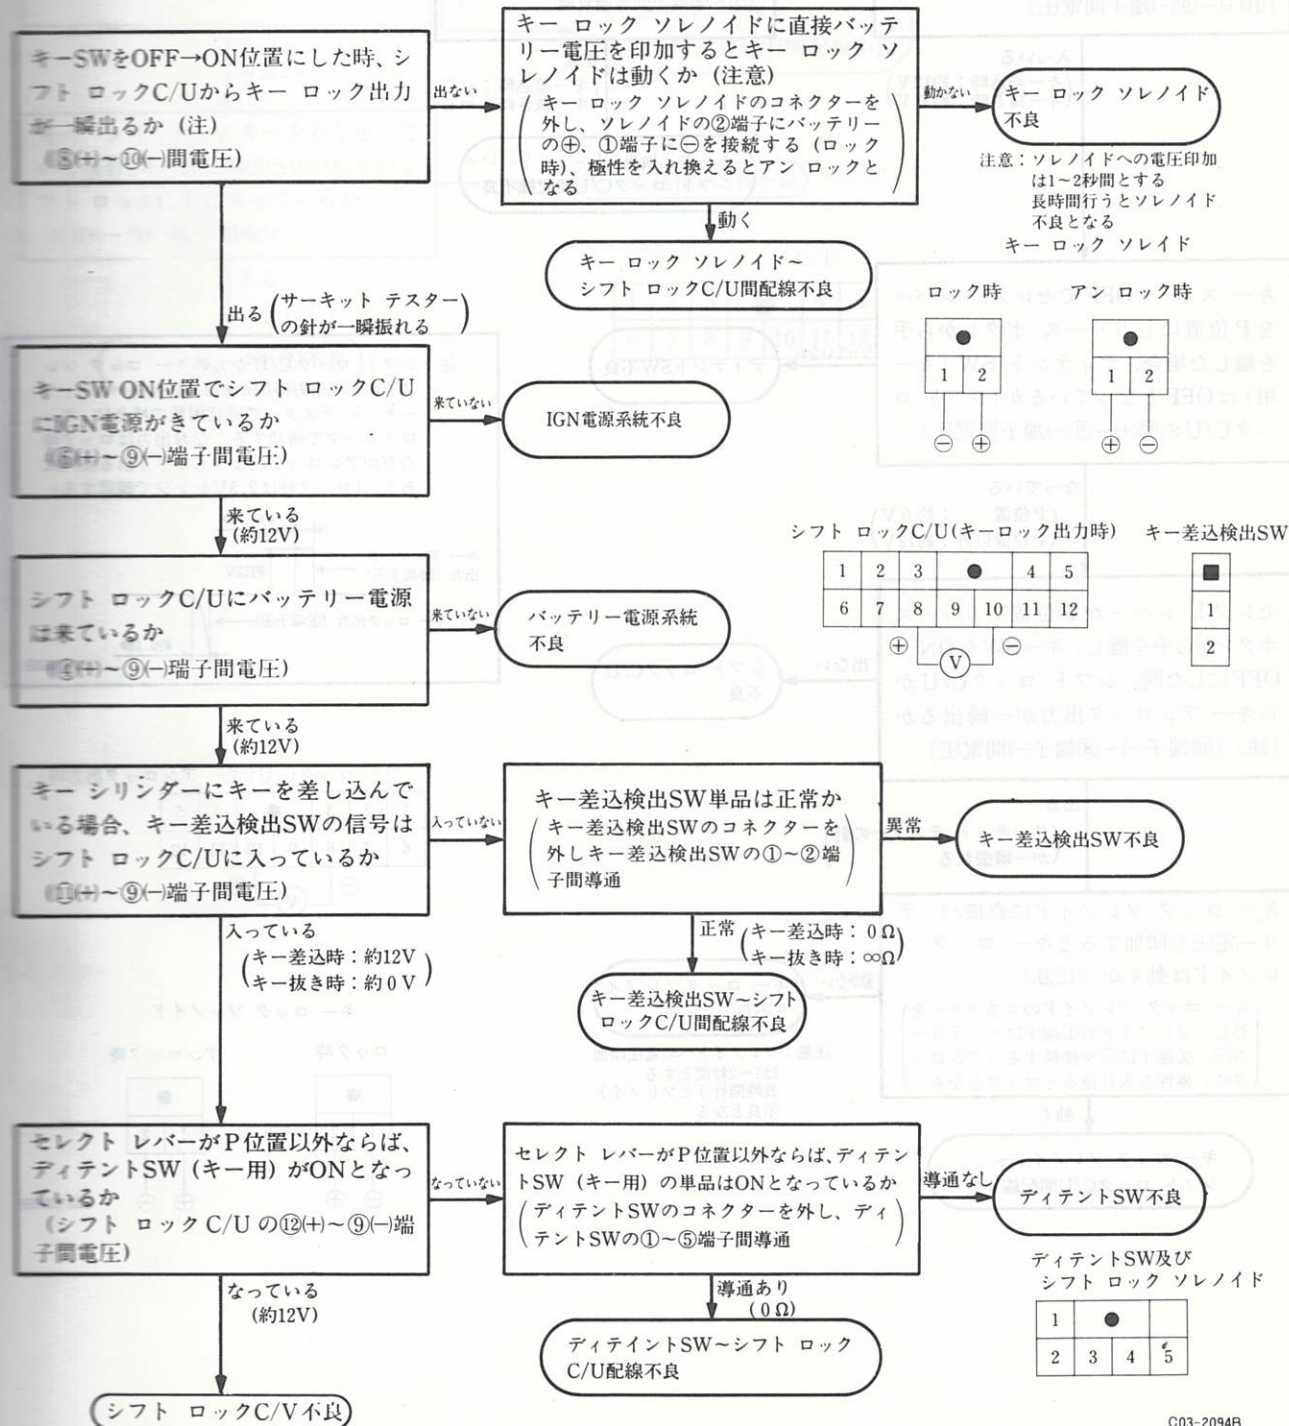 キーSWをOFF→ON位置にした時、シ
フト ロックC/Uからキー ロック出力
が一瞬出るか (注)
(⑧(+)~⑩(-)間電圧)
出ない
キー ロック ソレノイドに直接バッテ
リー電圧を印加するとキー ロック ソ
レノイドは動くか (注意)
キー ロック ソレノイドのコネクターを
外し、ソレノイドの②端子にバッテリー
の⊕、①端子に⊖を接続する (ロック
時)、極性を入れ換えるとアン ロックと
なる
動かない
キー ロック ソレノイド
不良
注意:ソレノイドへの電圧印加
は1~2秒間とする
長時間行うとソレノイド
不良となる
動く
キー ロック ソレノイド~
シフト ロックC/U間配線不良
キー ロック ソレイド
ロック時 アンロック時
1 2 1 2
⊖ ⊕ ⊕ ⊖
出る (サーキット テスター
の針が一瞬振れる)
キーSW ON位置でシフト ロックC/U
にIGN電源がきているか
(⑥(+)~⑨(-)端子間電圧)
来ていない
IGN電源系統不良
来ている
(約12V)
シフト ロックC/U(キーロック出力時) キー差込検出SW
1 2 3 4 5
6 7 8 9 10 11 12
⊕ V ⊖
1
2
シフト ロックC/Uにバッテリー電源
は来ているか
(④(+)~⑨(-)瑞子間電圧)
来ていない
バッテリー電源系統
不良
来ている
(約12V)
キー シリンダーにキーを差し込んで
いる場合、キー差込検出SWの信号は
シフト ロックC/Uに入っているか
(⑪(+)~⑨(-)端子間電圧)
入っていない
キー差込検出SW単品は正常か
(キー差込検出SWのコネクターを
外しキー差込検出SWの①~②端
子間導通)
異常
キー差込検出SW不良
入っている
(キー差込時:約12V
キー抜き時:約0V)
正常 (キー差込時:0Ω
キー抜き時:∞Ω)
キー差込検出SW~シフト
ロックC/U間配線不良
セレクト レバーがP位置以外ならば、
ディテントSW (キー用) がONとなっ
ているか
(シフト ロック C/U の⑫(+)~⑨(-)端
子間電圧)
なっていない
セレクト レバーがP位置以外ならば、ディテン
トSW (キー用) の単品はONとなっているか
(ディテントSWのコネクターを外し、ディ
テントSWの①~⑤端子間導通)
導通なし
ディテントSW不良
なっている
(約12V)
導通あり
(0Ω)
ディテイントSW~シフト ロック
C/U配線不良
ディテントSW及び
シフト ロック ソレノイド
1
2 3 4 5
シフト ロックC/V不良
C03-2094B